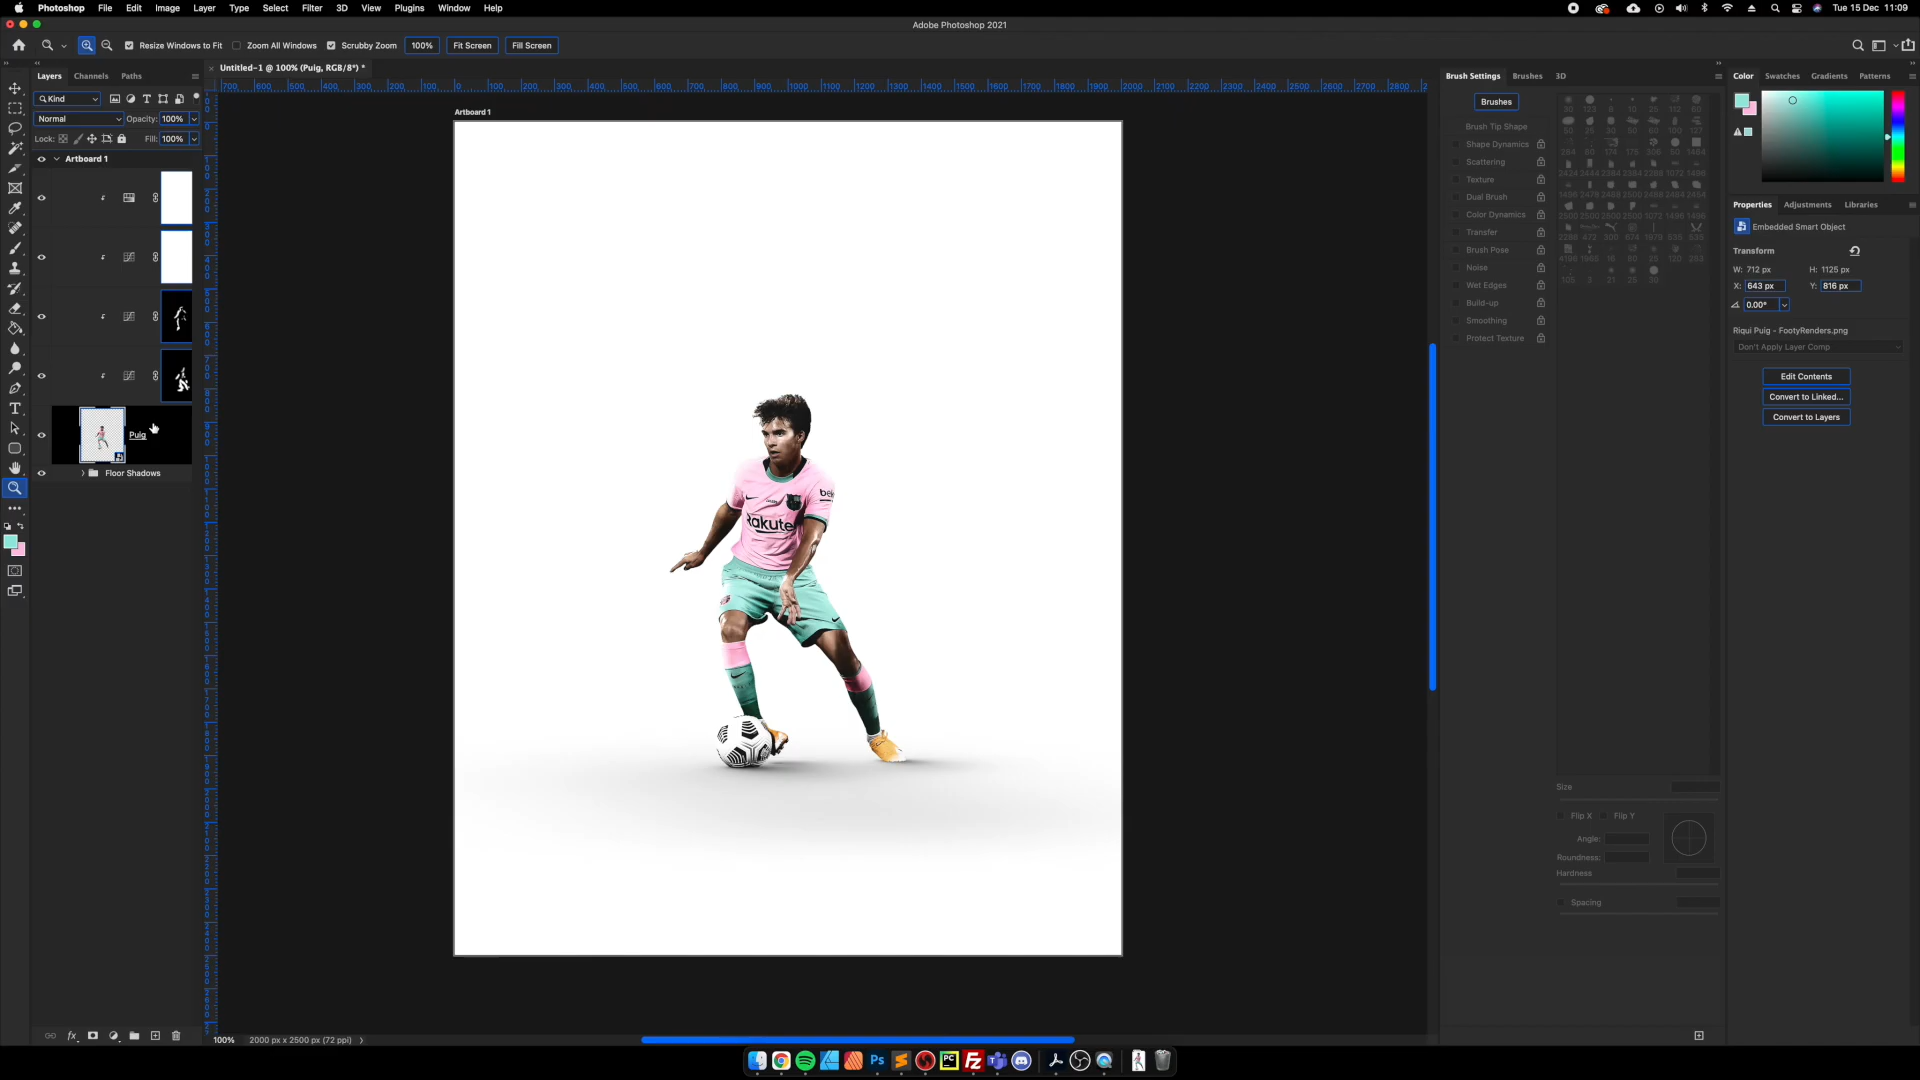 Photoshop File Edit Image Layer Type Select Filter 3D View Plugins Window Help
Tue 15 Dec 11:09
Adobe Photoshop 2021
Resize Windows to Fit Zoom All Windows Scrubby Zoom 100% Fit Screen Fill Screen
Layers Channels Paths
Untitled-1 @ 100% (Puig, RGB/8*) *
Kind
Normal Opacity: 100%
Lock: Fill: 100%
Artboard 1
Puig
Floor Shadows
Artboard 1
Rakuten
100% 2000 px x 2500 px (72 ppi)
Brush Settings Brushes 3D
Brushes
Brush Tip Shape
Shape Dynamics
Scattering
Texture
Dual Brush
Color Dynamics
Transfer
Brush Pose
Noise
Wet Edges
Build-up
Smoothing
Protect Texture
Size
Flip X Flip Y
Angle:
Roundness:
Hardness
Spacing
Color Swatches Gradients Patterns
Properties Adjustments Libraries
Embedded Smart Object
Transform
W: 712 px H: 1125 px
X: 643 px Y: 816 px
0.00°
Riqui Puig - FootyRenders.png
Don't Apply Layer Comp
Edit Contents
Convert to Linked...
Convert to Layers